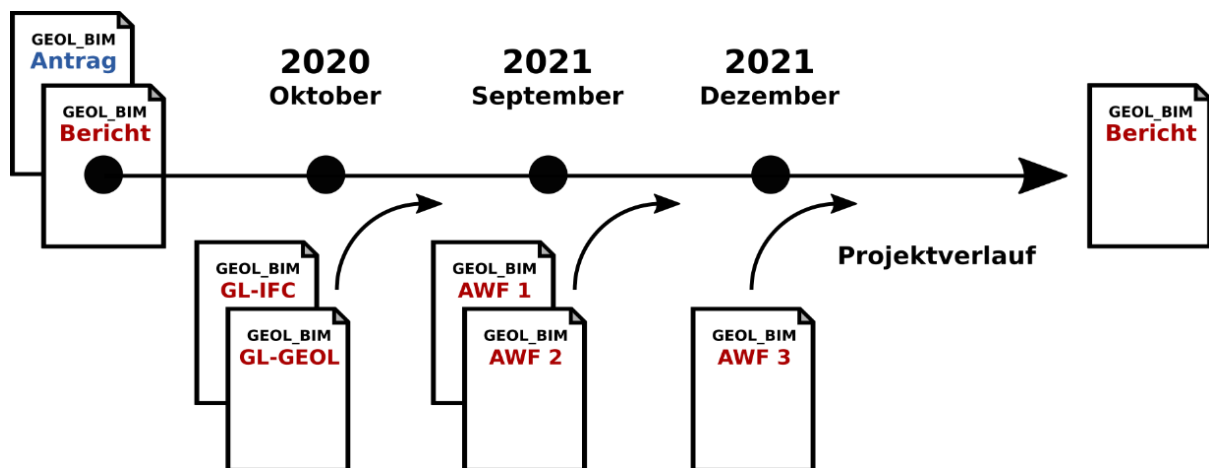 GEOL_BIM
Antrag
GEOL_BIM
Bericht
2020
Oktober
2021
September
2021
Dezember
GEOL_BIM
Bericht
Projektverlauf
GEOL_BIM
GL-IFC
GEOL_BIM
GL-GEOL
GEOL_BIM
AWF 1
GEOL_BIM
AWF 2
GEOL_BIM
AWF 3